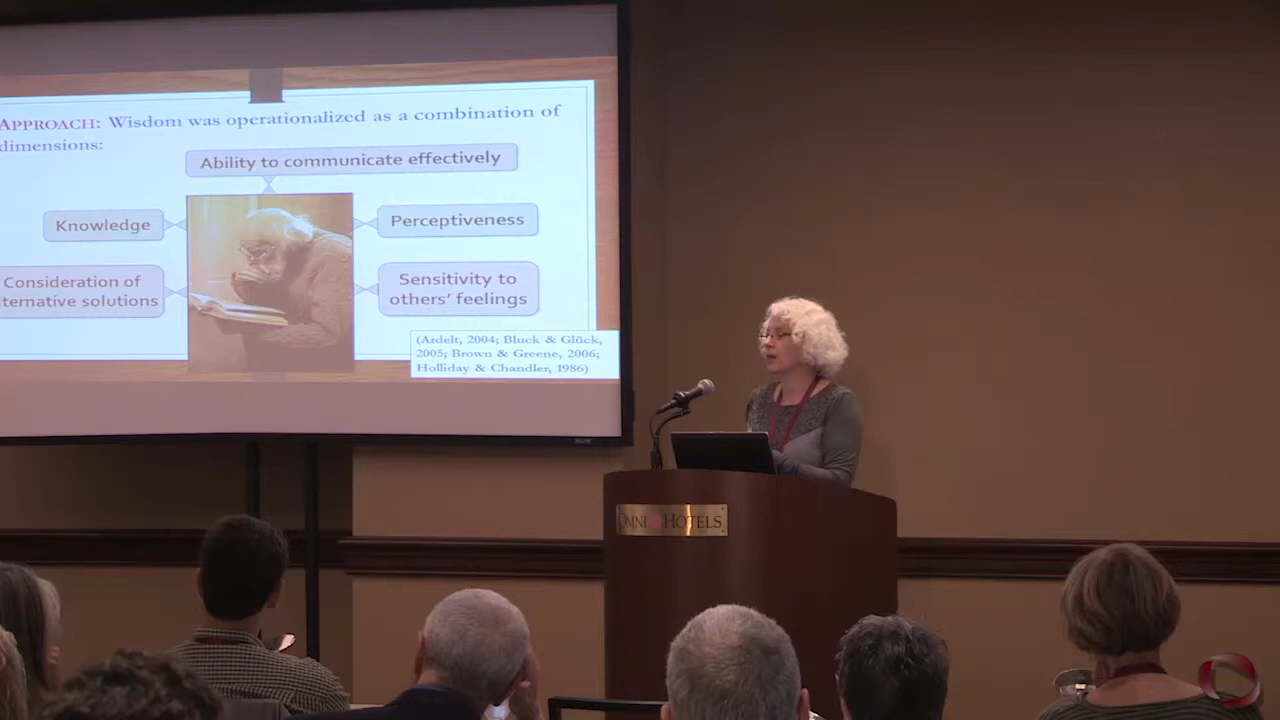 APPROACH: Wisdom was operationalized as a combination of
dimensions:
Ability to communicate effectively
Knowledge
Perceptiveness
Consideration of
lternative solutions
Sensitivity to
others' feelings
(Ardelt, 2004; Bluck & Glück,
2005; Brown & Greene, 2006;
Holliday & Chandler, 1986)
OMNI HOTELS